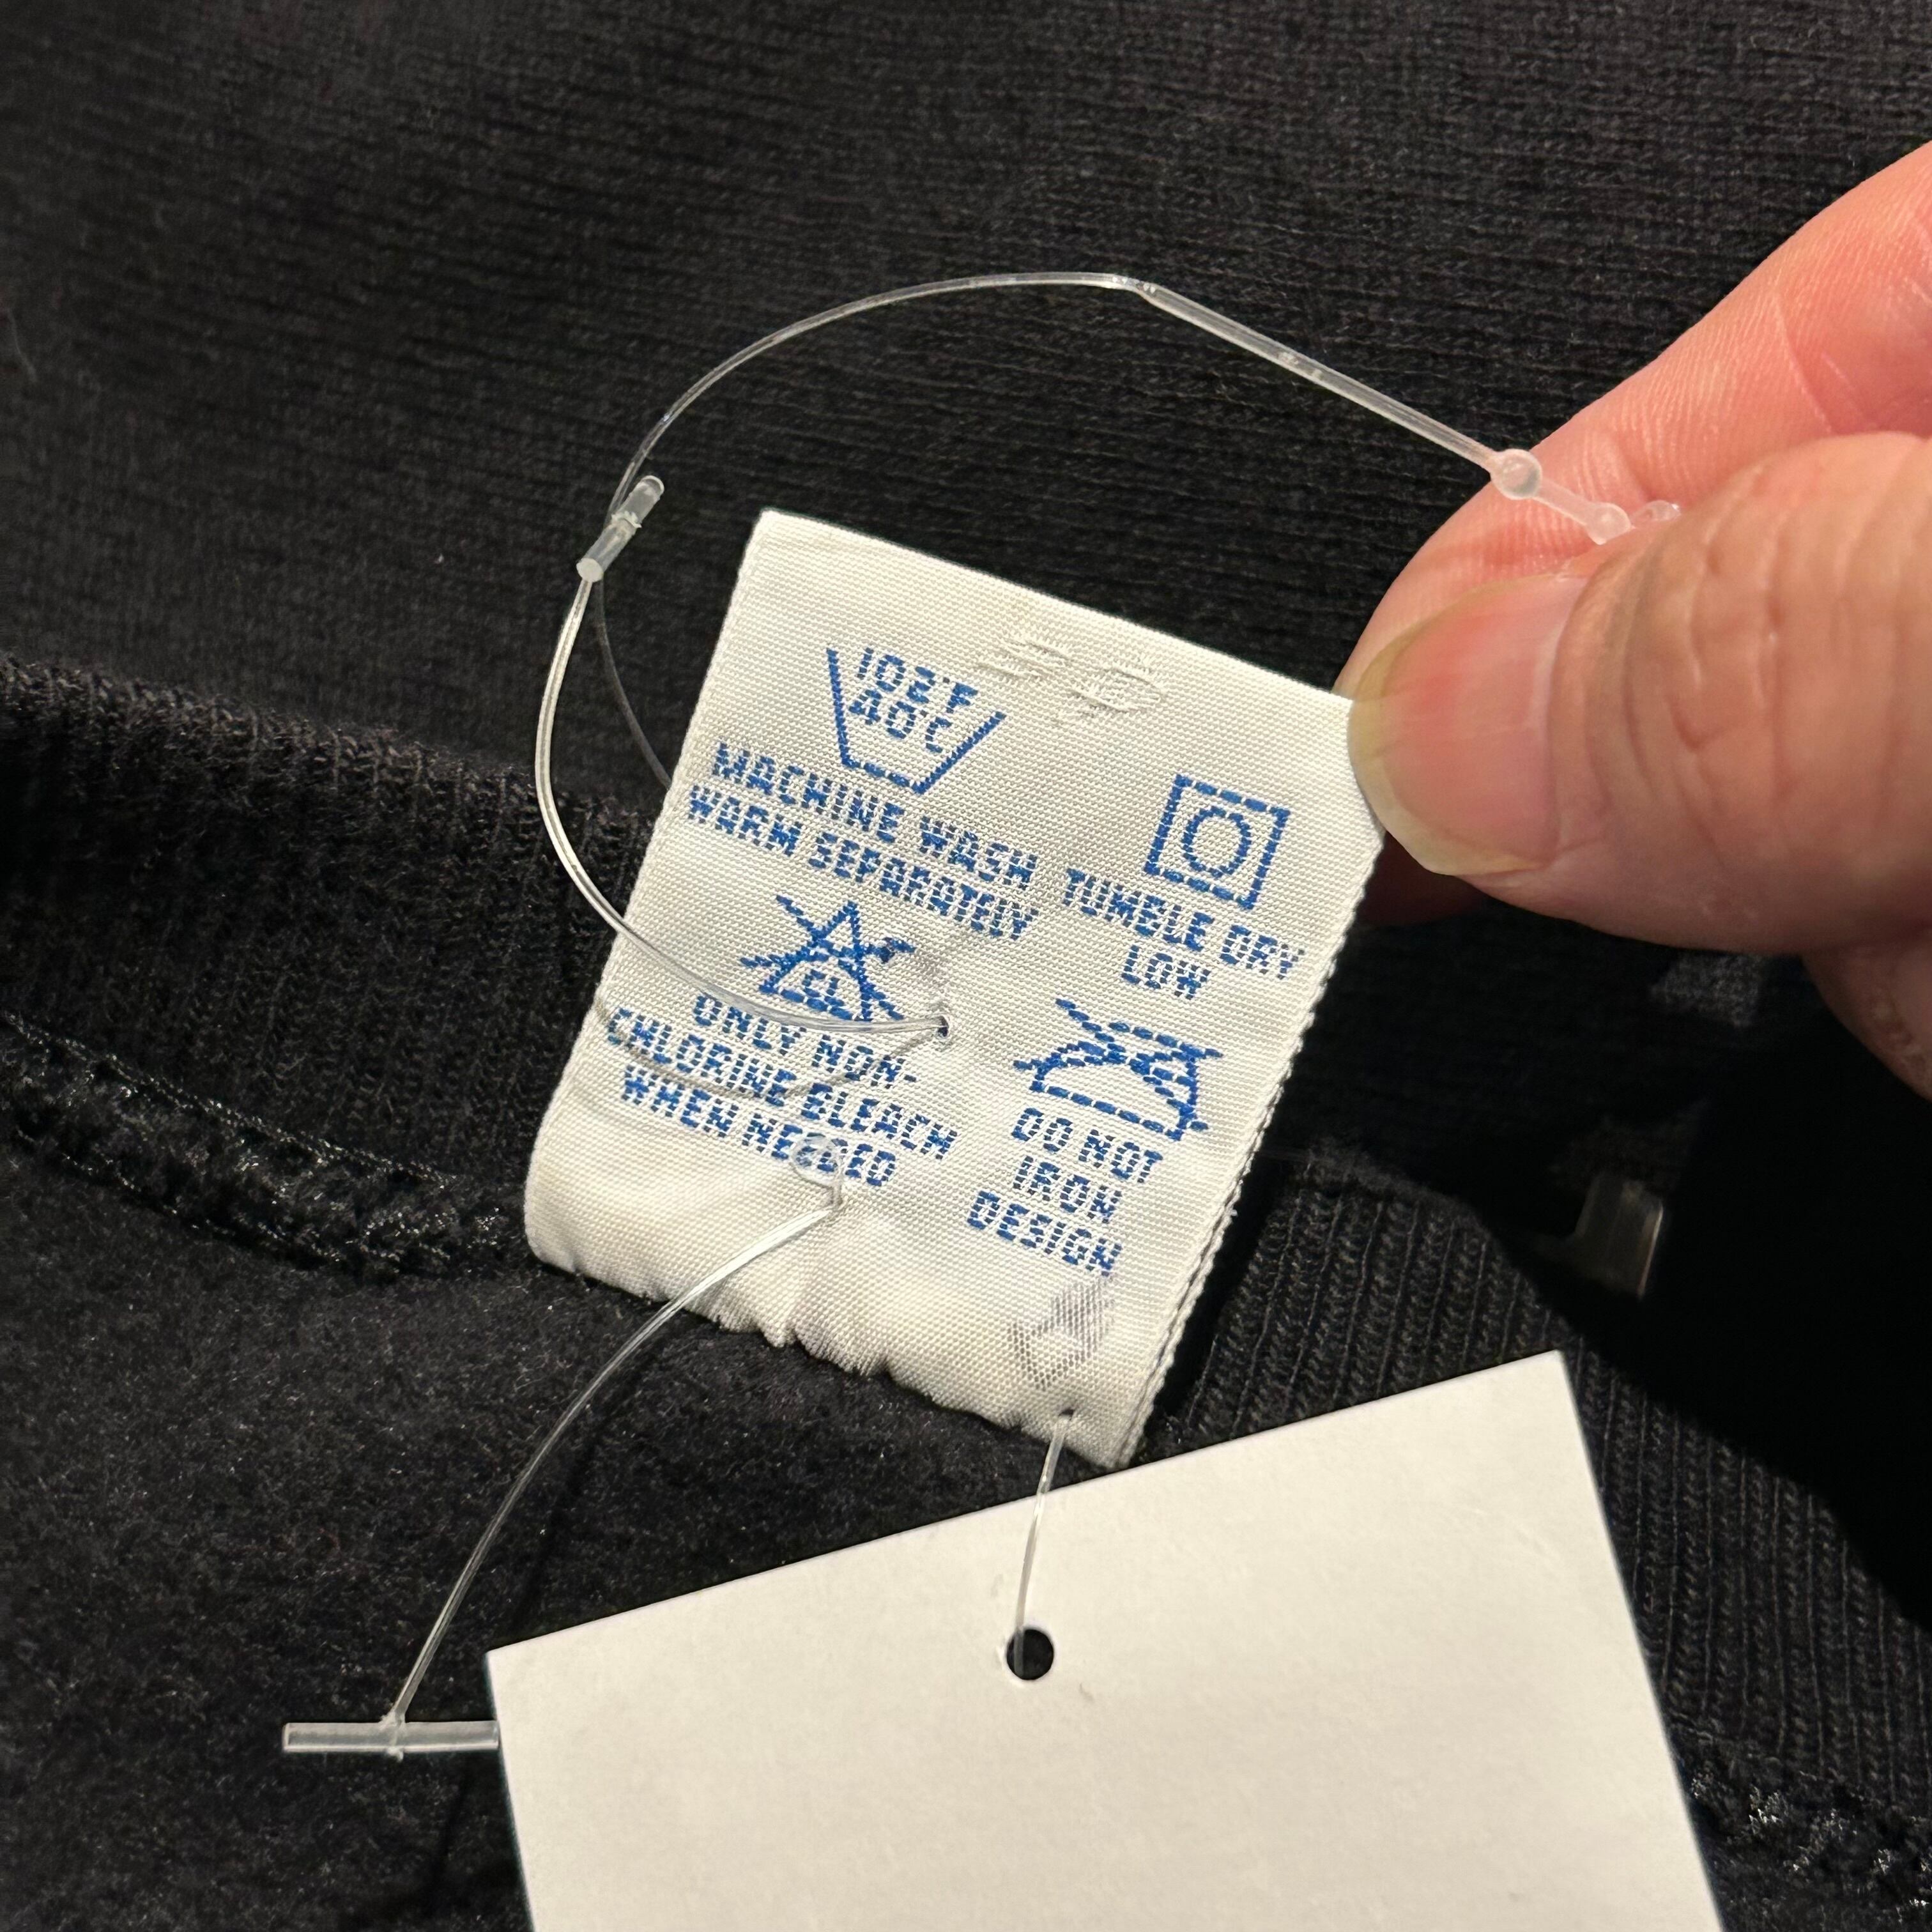 102°F
40°C
MACHINE WASH
WARM SEPARATELY
TUMBLE DRY
LOW
CL
ONLY NON-
CHLORINE BLEACH
WHEN NEEDED
DO NOT
IRON
DESIGN